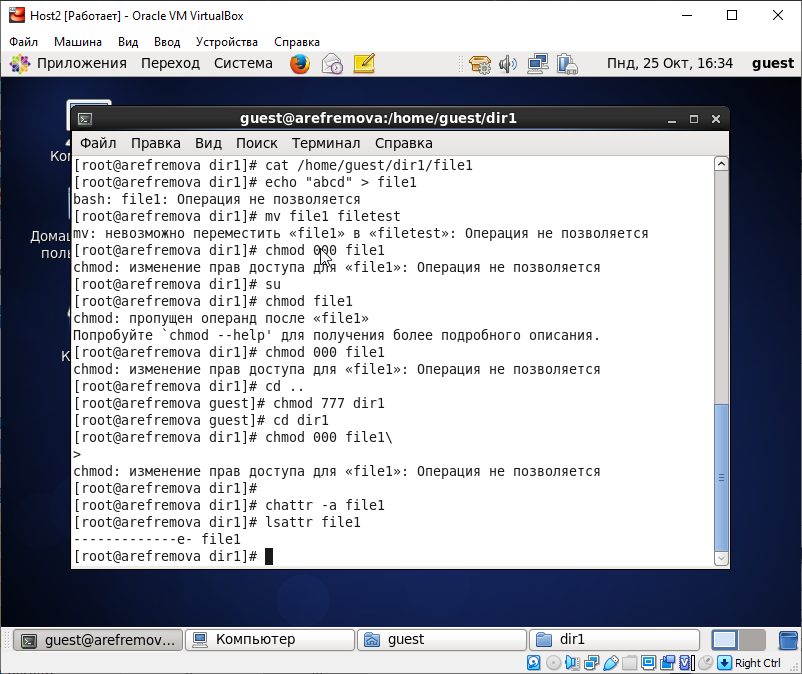 Host2 [Работает] - Oracle VM VirtualBox
Файл Машина Вид Ввод Устройства Справка
Приложения Переход Система Пнд, 25 Окт, 16:34 guest
guest@arefremova:/home/guest/dir1
Файл Правка Вид Поиск Терминал Справка
[root@arefremova dir1]# cat /home/guest/dir1/file1
[root@arefremova dir1]# echo "abcd" > file1
bash: file1: Операция не позволяется
[root@arefremova dir1]# mv file1 filetest
mv: невозможно переместить «file1» в «filetest»: Операция не позволяется
[root@arefremova dir1]# chmod 000 file1
chmod: изменение прав доступа для «file1»: Операция не позволяется
[root@arefremova dir1]# su
[root@arefremova dir1]# chmod file1
chmod: пропущен операнд после «file1»
Попробуйте `chmod --help' для получения более подробного описания.
[root@arefremova dir1]# chmod 000 file1
chmod: изменение прав доступа для «file1»: Операция не позволяется
[root@arefremova dir1]# cd ..
[root@arefremova guest]# chmod 777 dir1
[root@arefremova guest]# cd dir1
[root@arefremova dir1]# chmod 000 file1\
>
chmod: изменение прав доступа для «file1»: Операция не позволяется
[root@arefremova dir1]#
[root@arefremova dir1]# chattr -a file1
[root@arefremova dir1]# lsattr file1
-------------e- file1
[root@arefremova dir1]#
guest@arefremov... Компьютер guest dir1
Right Ctrl